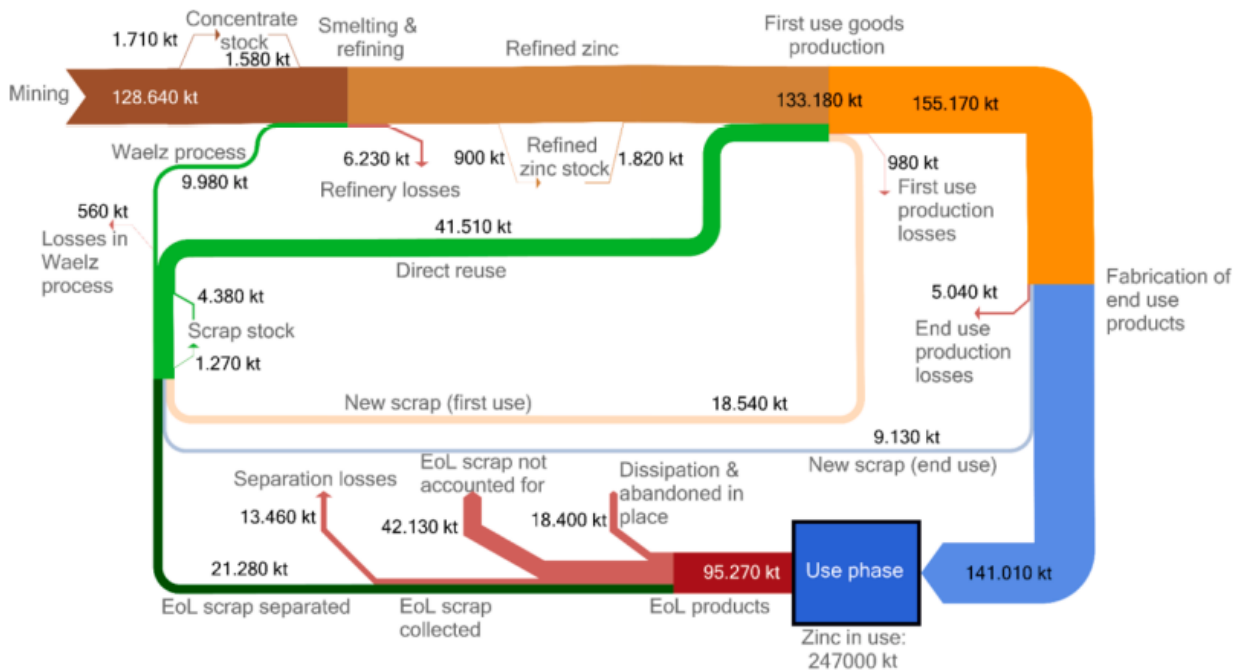 1.710 kt
Concentrate
stock
1.580 kt
Smelting &
refining
Refined zinc
First use goods
production
Mining
128.640 kt
133.180 kt
155.170 kt
Waelz process
9.980 kt
6.230 kt
Refinery losses
900 kt
Refined
zinc stock
1.820 kt
980 kt
First use
production
losses
560 kt
Losses in
Waelz
process
41.510 kt
Direct reuse
4.380 kt
Scrap stock
1.270 kt
5.040 kt
End use
production
losses
Fabrication of
end use
products
New scrap (first use)
18.540 kt
9.130 kt
New scrap (end use)
Separation losses
13.460 kt
EoL scrap not
accounted for
42.130 kt
Dissipation &
abandoned in
place
18.400 kt
21.280 kt
EoL scrap separated
EoL scrap
collected
95.270 kt
EoL products
Use phase
141.010 kt
Zinc in use:
247000 kt